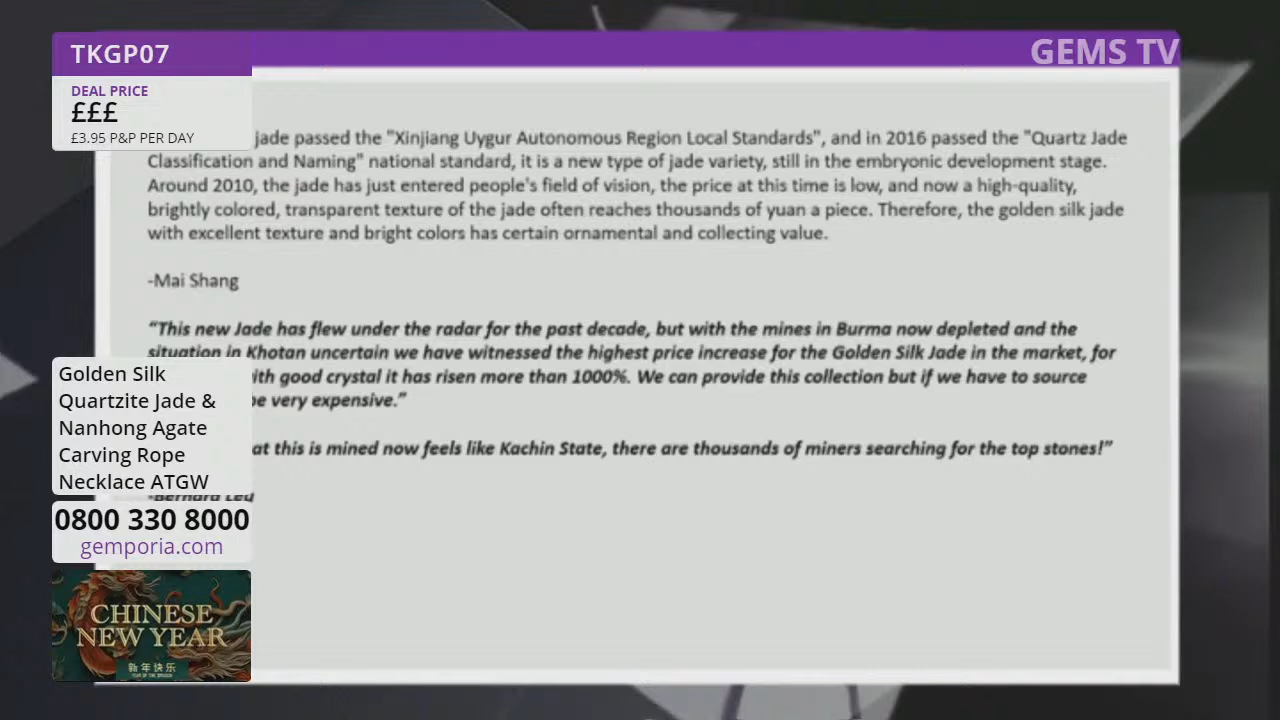 TKGP07
GEMS TV
DEAL PRICE
£££
£3.95 P&P PER DAY
jade passed the "Xinjiang Uygur Autonomous Region Local Standards", and in 2016 passed the "Quartz Jade
Classification and Naming" national standard, it is a new type of jade variety, still in the embryonic development stage.
Around 2010, the jade has just entered people's field of vision, the price at this time is low, and now a high-quality,
brightly colored, transparent texture of the jade often reaches thousands of yuan a piece. Therefore, the golden silk jade
with excellent texture and bright colors has certain ornamental and collecting value.
-Mai Shang
“This new Jade has flew under the radar for the past decade, but with the mines in Burma now depleted and the
situation in Khotan uncertain we have witnessed the highest price increase for the Golden Silk Jade in the market, for
with good crystal it has risen more than 1000%. We can provide this collection but if we have to source
be very expensive.”
at this is mined now feels like Kachin State, there are thousands of miners searching for the top stones!”
-Bernard
Golden Silk
Quartzite Jade &
Nanhong Agate
Carving Rope
Necklace ATGW
0800 330 8000
gemporia.com
CHINESE
NEW YEAR
新年快乐
YEAR OF THE DRAGON